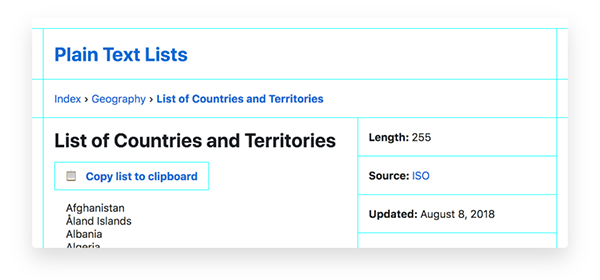 Plain Text Lists
Index › Geography › List of Countries and Territories
List of Countries and Territories
Copy list to clipboard
Afghanistan
Åland Islands
Albania
Algeria
Length: 255
Source: ISO
Updated: August 8, 2018